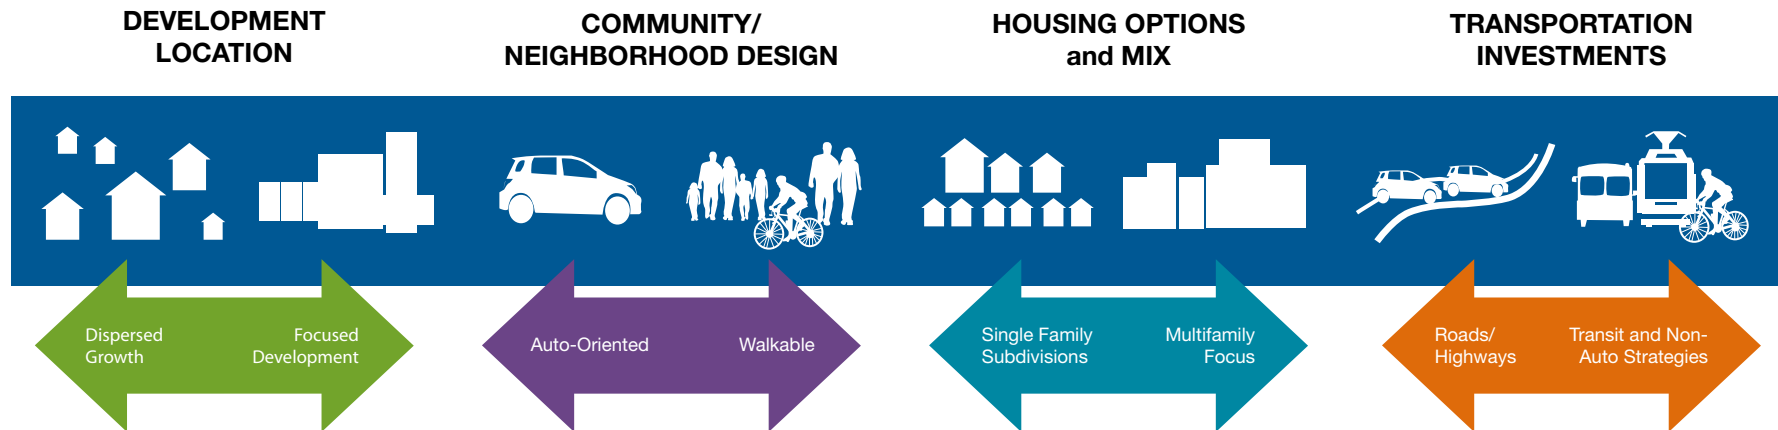 DEVELOPMENT
LOCATION
COMMUNITY/
NEIGHBORHOOD DESIGN
HOUSING OPTIONS
and MIX
TRANSPORTATION
INVESTMENTS
Dispersed
Growth
Focused
Development
Auto-Oriented
Walkable
Single Family
Subdivisions
Multifamily
Focus
Roads/
Highways
Transit and Non-
Auto Strategies